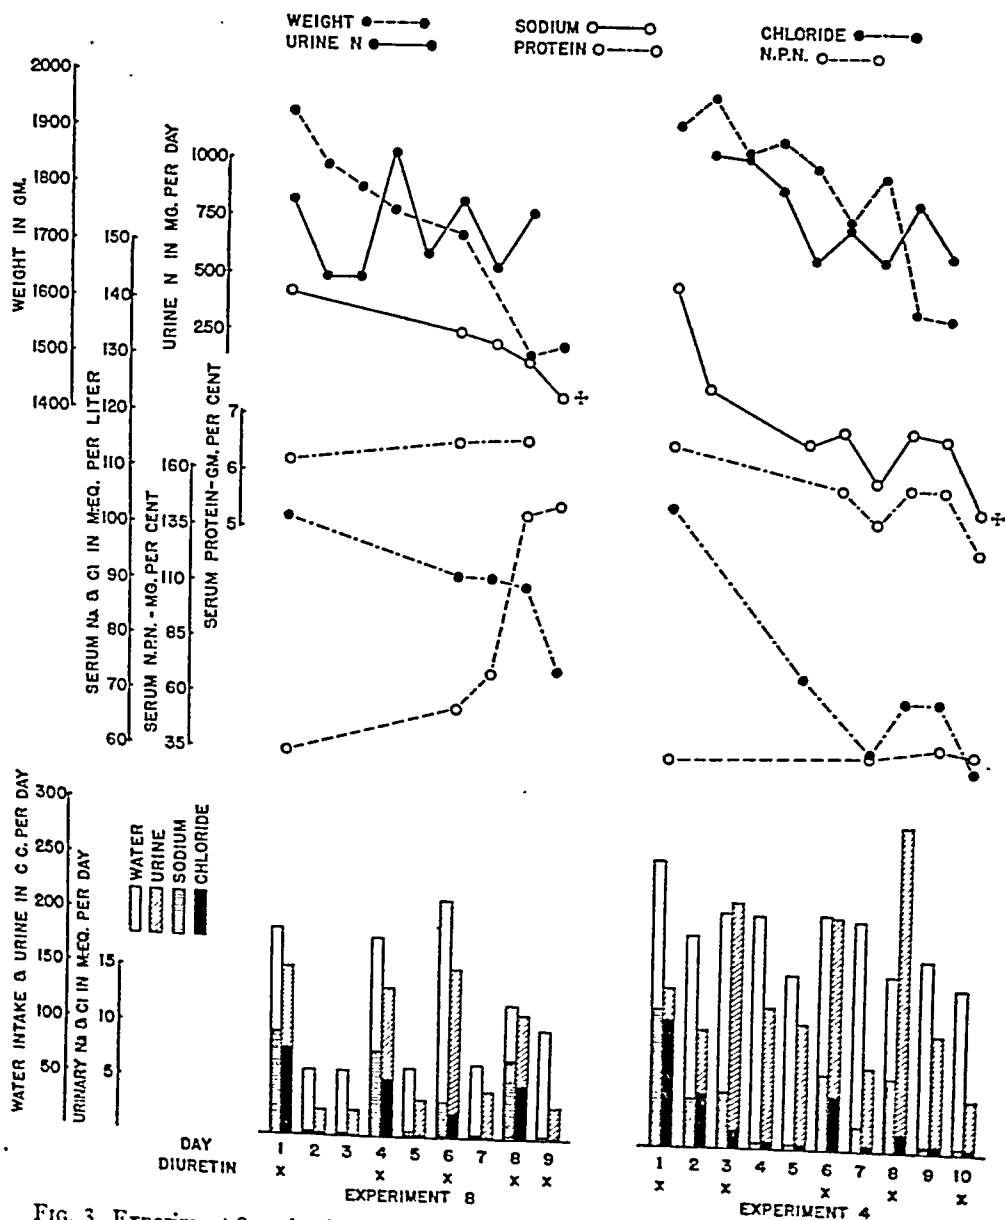 WEIGHT
URINE N
SODIUM
PROTEIN
CHLORIDE
N.P.N.
WEIGHT IN GM.
2000
1900
1800
1700
1600
1500
1400
SERUM Na & Cl IN M.EQ. PER LITER
150
140
130
120
110
100
90
80
70
60
URINE N IN MG. PER DAY
1000
750
500
250
SERUM N.P.N. - MG. PER CENT
160
135
110
85
60
35
SERUM PROTEIN-GM. PER CENT
7
6
5
WATER INTAKE & URINE IN C C. PER DAY
300
250
200
150
100
50
URINARY Na & Cl IN M.EQ. PER DAY
15
10
5
WATER
URINE
SODIUM
CHLORIDE
DAY 1 2 3 4 5 6 7 8 9 1 2 3 4 5 6 7 8 9 10
DIURETIN x x x x x x x x x x
EXPERIMENT 8 EXPERIMENT 4
FIG. 3. EXPERIMENT 8